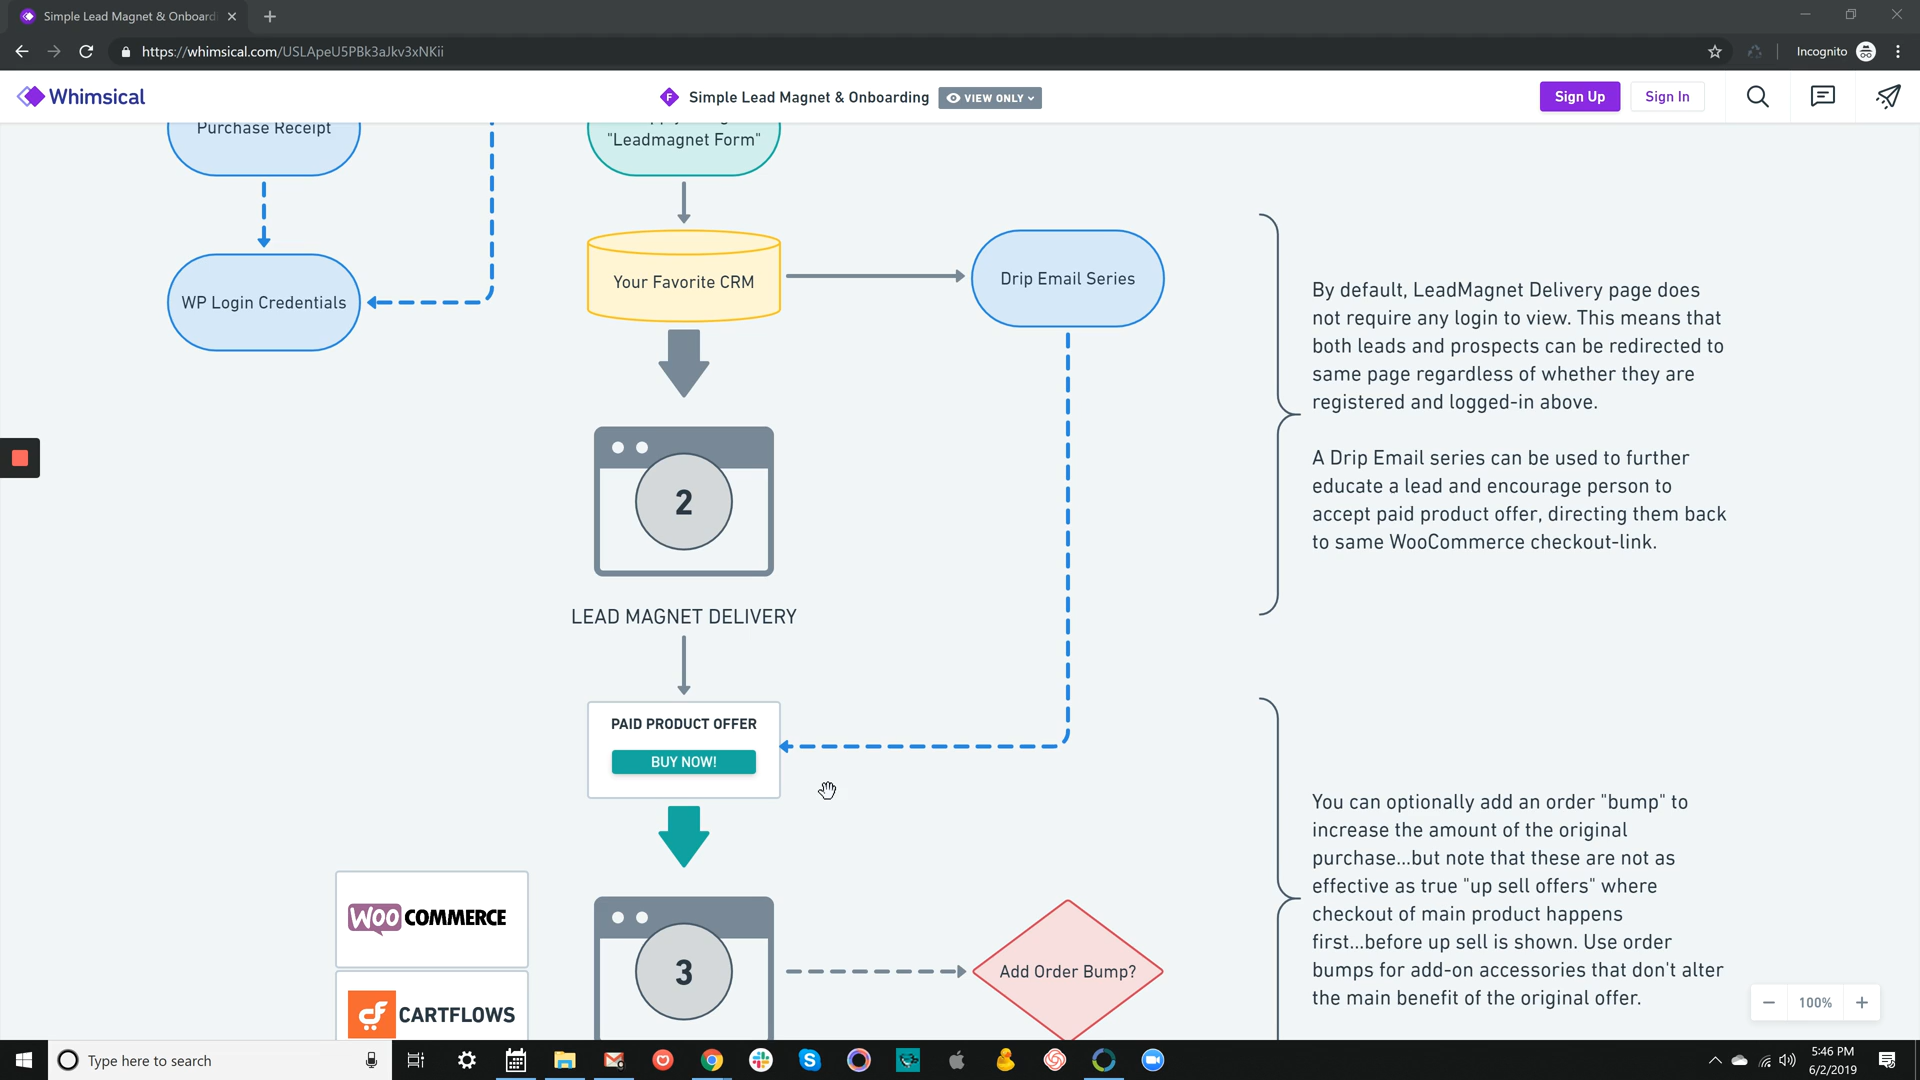 Simple Lead Magnet & Onboard
https://whimsical.com/USLApeU5PBk3aJkv3xNKii
Incognito
Whimsical
Simple Lead Magnet & Onboarding
VIEW ONLY
Sign Up
Sign In
Purchase Receipt
"Leadmagnet Form"
Your Favorite CRM
Drip Email Series
WP Login Credentials
By default, LeadMagnet Delivery page does
not require any login to view. This means that
both leads and prospects can be redirected to
same page regardless of whether they are
registered and logged-in above.
A Drip Email series can be used to further
educate a lead and encourage person to
accept paid product offer, directing them back
to same WooCommerce checkout-link.
2
LEAD MAGNET DELIVERY
PAID PRODUCT OFFER
BUY NOW!
You can optionally add an order "bump" to
increase the amount of the original
purchase...but note that these are not as
effective as true "up sell offers" where
checkout of main product happens
first...before up sell is shown. Use order
bumps for add-on accessories that don't alter
the main benefit of the original offer.
WOO COMMERCE
3
Add Order Bump?
CARTFLOWS
100%
Type here to search
5:46 PM
6/2/2019